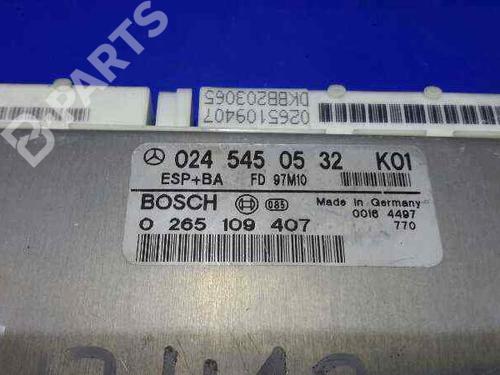 0265109407
DKBB203065
024 545 05 32 K01
ESP+BA FD 97M10
BOSCH 085 Made in Germany
0016 4497
0 265 109 407 770
B-PARTS